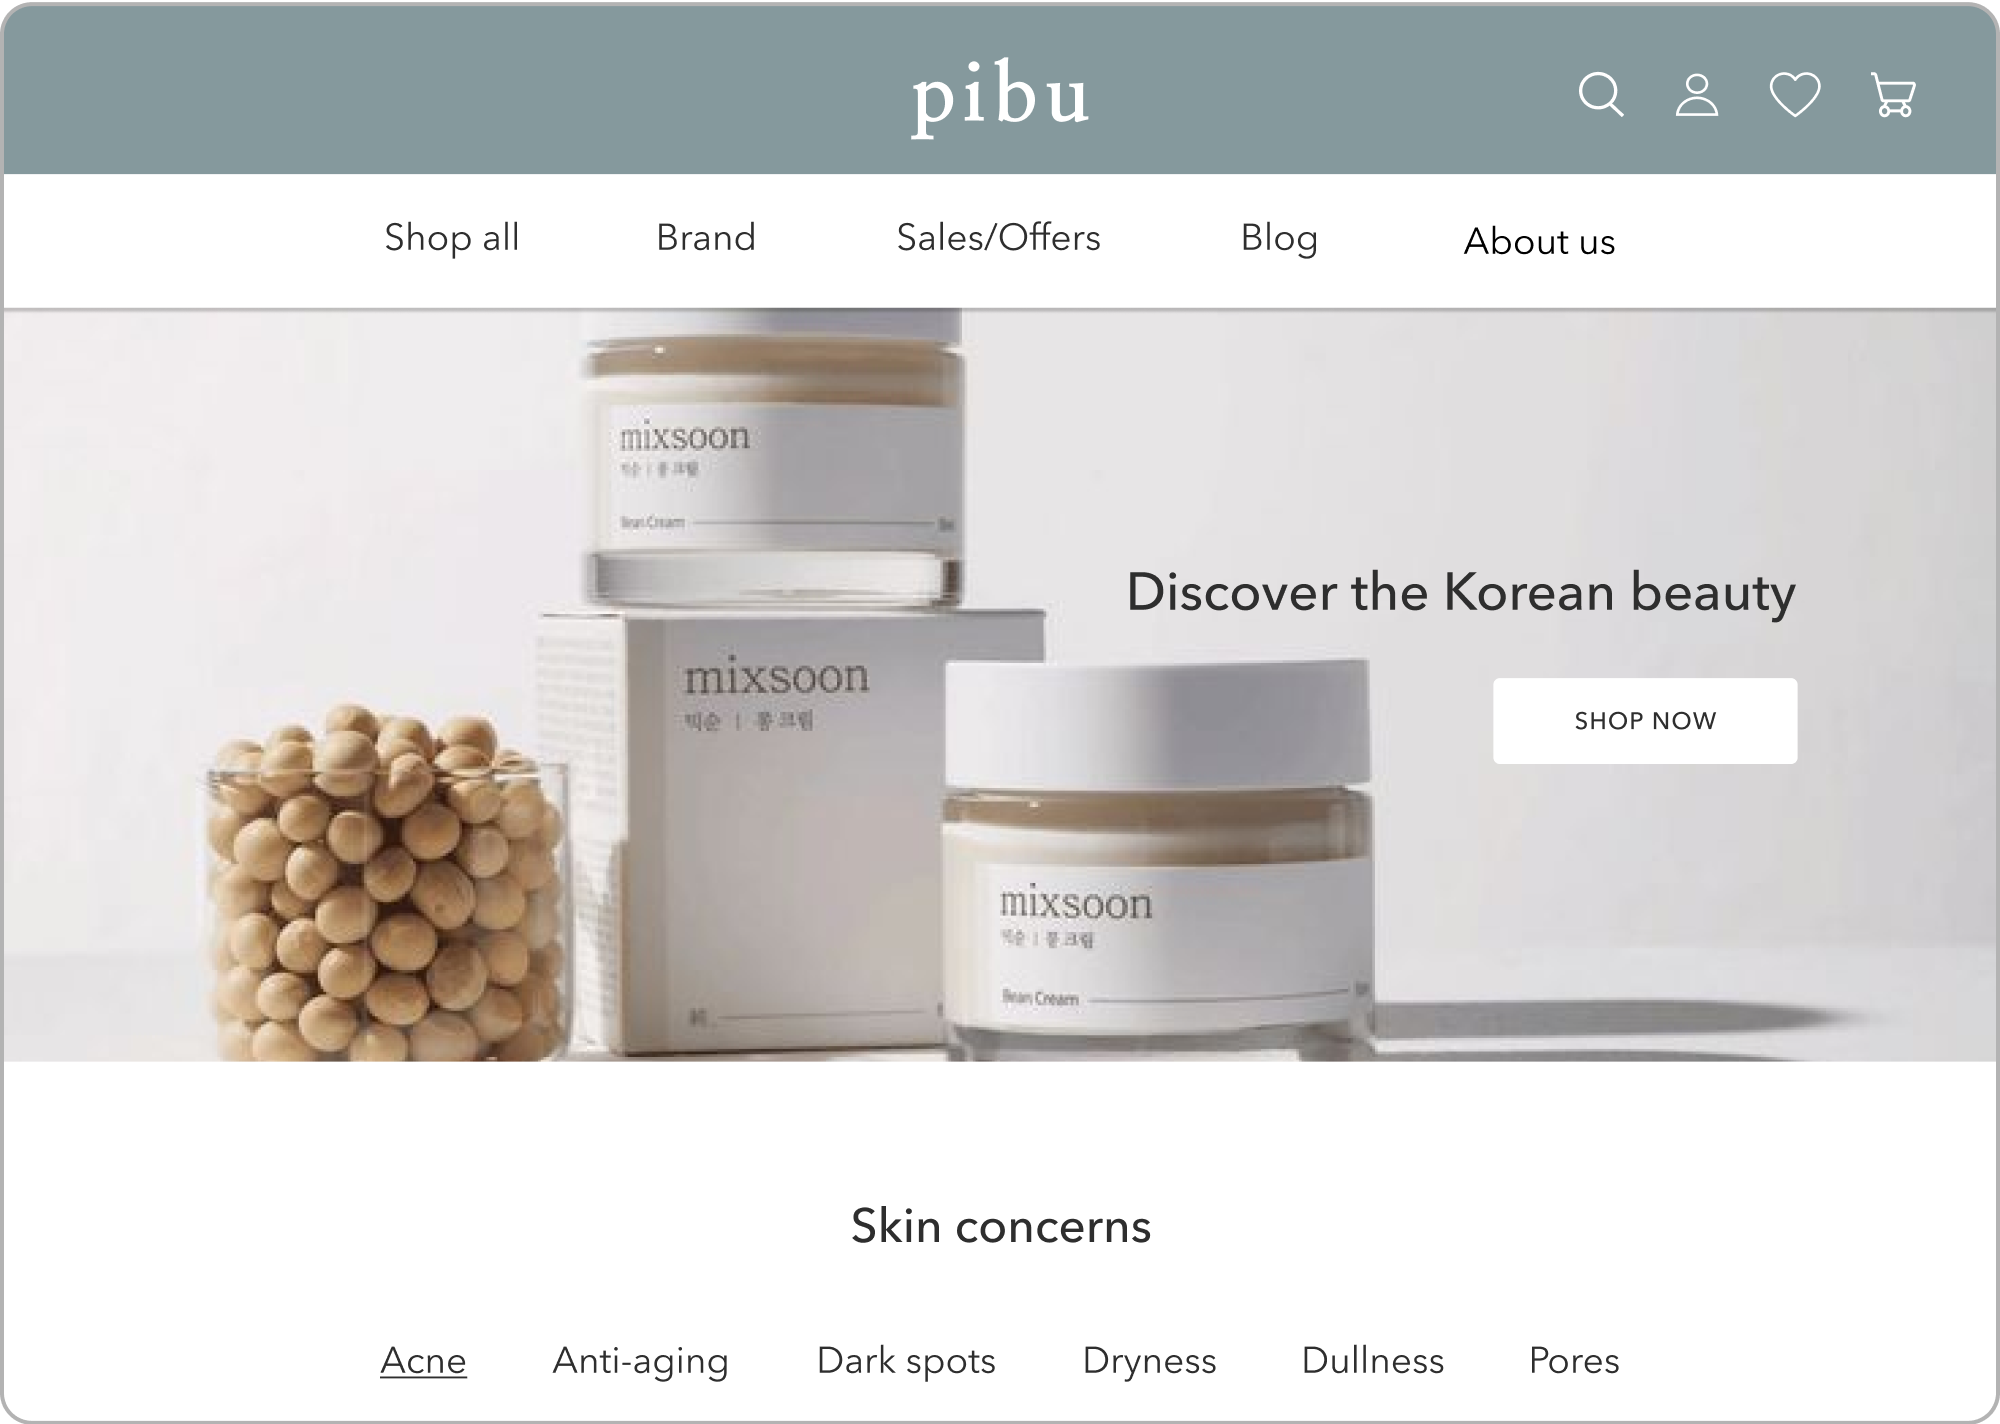 pibu
Shop all Brand Sales/Offers Blog About us
mixsoon
믹순 | 콩 크림
Bean Cream
Discover the Korean beauty
mixsoon
믹순 | 콩 크림
SHOP NOW
mixsoon
믹순 | 콩 크림
Bean Cream
Skin concerns
Acne Anti-aging Dark spots Dryness Dullness Pores